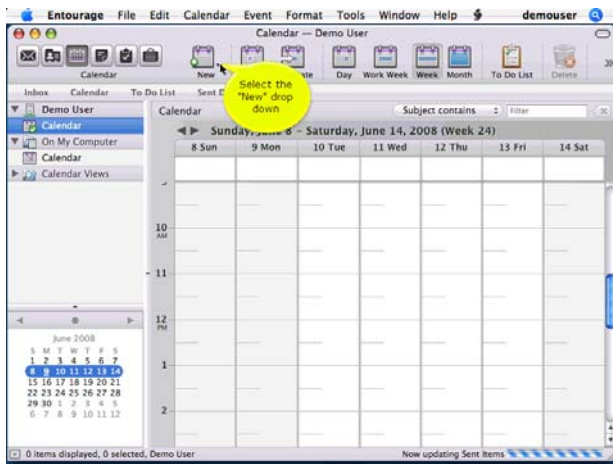 Entourage File Edit Calendar Event Format Tools Window Help demouser
Calendar — Demo User
Calendar New Day Work Week Week Month To Do List Delete
Inbox Calendar To Do List
Select the
"New" drop
down
Demo User
Calendar
On My Computer
Calendar
Calendar Views
Calendar Subject contains Filter
Sunday, June 8 – Saturday, June 14, 2008 (Week 24)
8 Sun 9 Mon 10 Tue 11 Wed 12 Thu 13 Fri 14 Sat
10
AM
11
12
PM
1
2
June 2008
S M T W T F S
1 2 3 4 5 6 7
8 9 10 11 12 13 14
15 16 17 18 19 20 21
22 23 24 25 26 27 28
29 30 1 2 3 4 5
6 7 8 9 10 11 12
0 items displayed, 0 selected, Demo User Now updating Sent Items